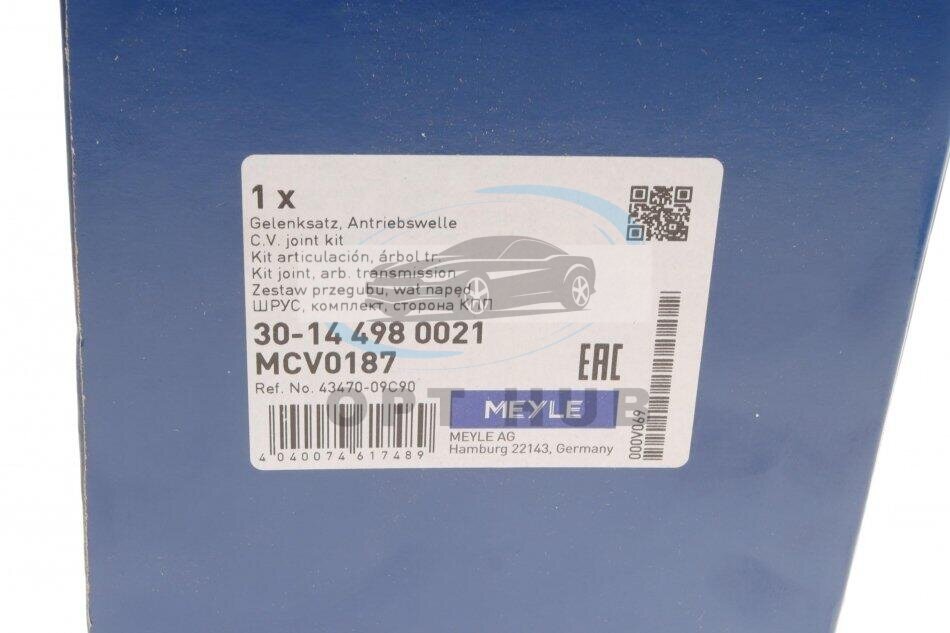 1 x
Gelenksatz, Antriebswelle
C.V. joint kit
Kit articulación, árbol tr.
Kit joint, arb. transmission
Zestaw przegubu, wał napęd
ШРУС, комплект, сторона КПП
30-14 498 0021
MCV0187
Ref. No. 43470-09C90
EAC
OPT HUB
MEYLE
MEYLE AG
Hamburg 22143, Germany
4 040074 617489
000V069